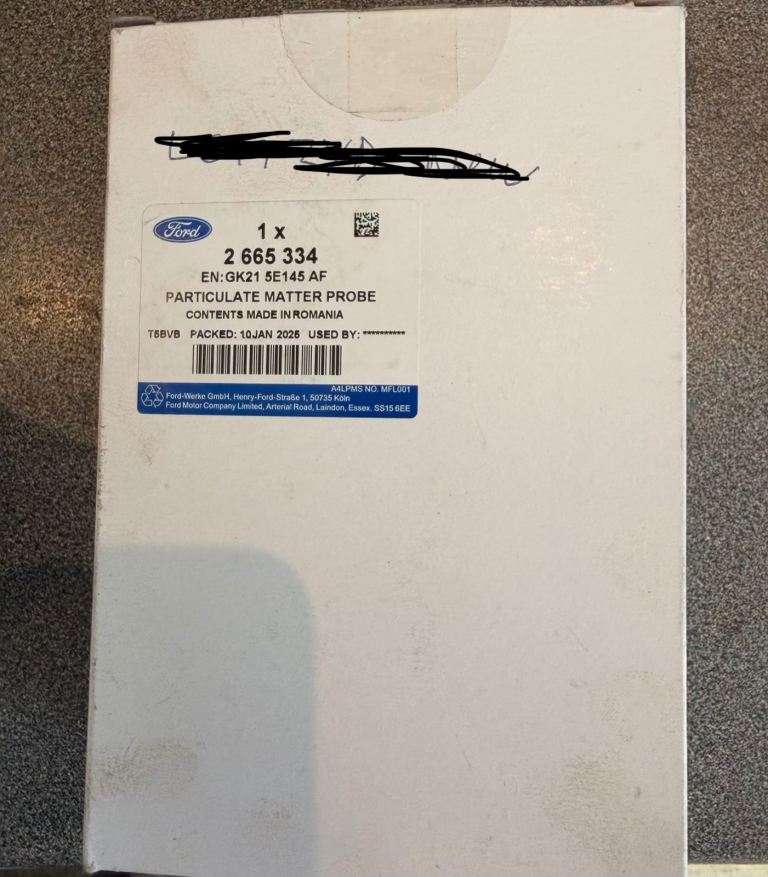 Ford
1 x
2 665 334
EN:GK21 5E145 AF
PARTICULATE MATTER PROBE
CONTENTS MADE IN ROMANIA
T5BVB PACKED: 10JAN 2025 USED BY: **********
A4LPMS NO. MFL001
Ford-Werke GmbH, Henry-Ford-Straße 1, 50735 Köln
Ford Motor Company Limited, Arterial Road, Laindon, Essex. SS15 6EE